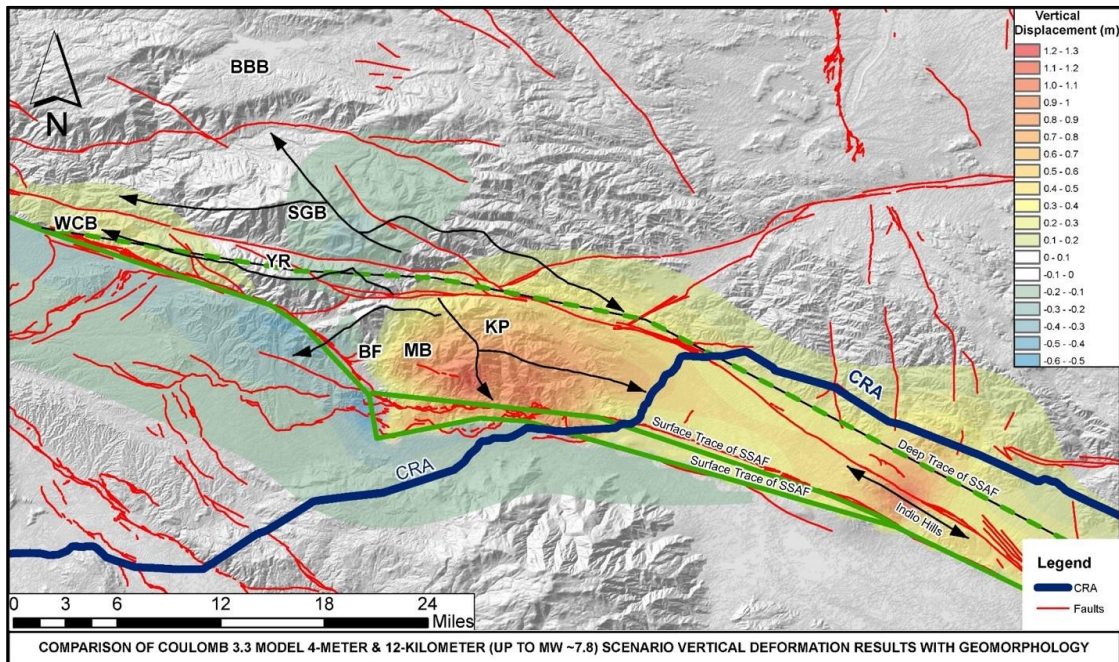 Vertical
Displacement (m)
1.2 - 1.3
1.1 - 1.2
1.0 - 1.1
0.9 - 1
0.8 - 0.9
0.7 - 0.8
0.6 - 0.7
0.5 - 0.6
0.4 - 0.5
0.3 - 0.4
0.2 - 0.3
0.1 - 0.2
0 - 0.1
-0.1 - 0
-0.2 - -0.1
-0.3 - -0.2
-0.4 - -0.3
-0.5 - -0.4
-0.6 - -0.5
N
BBB
SGB
WCB
YR
KP
BF
MB
CRA
CRA
Surface Trace of SSAF
Surface Trace of SSAF
Deep Trace of SSAF
Indio Hills
Legend
CRA
Faults
0 3 6 12 18 24
Miles
COMPARISON OF COULOMB 3.3 MODEL 4-METER & 12-KILOMETER (UP TO MW ~7.8) SCENARIO VERTICAL DEFORMATION RESULTS WITH GEOMORPHOLOGY